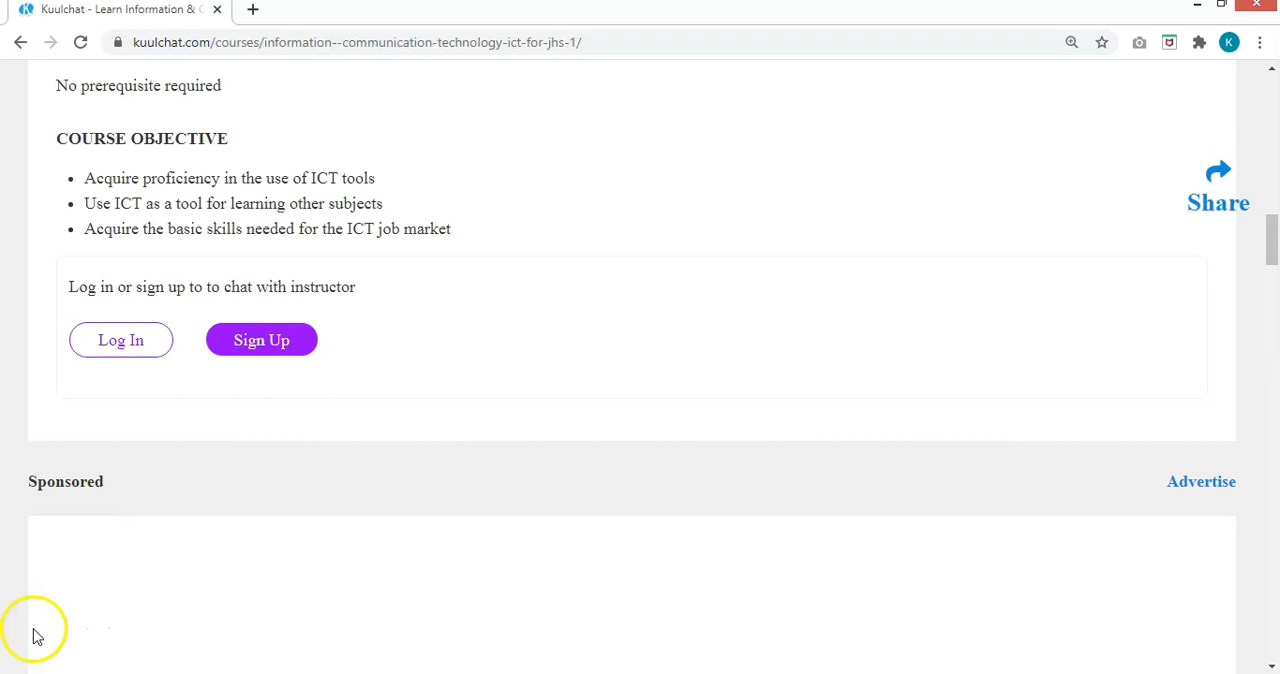 Kuulchat - Learn Information & C
kuulchat.com/courses/information--communication-technology-ict-for-jhs-1/
K
No prerequisite required
COURSE OBJECTIVE
• Acquire proficiency in the use of ICT tools
• Use ICT as a tool for learning other subjects
• Acquire the basic skills needed for the ICT job market
Share
Log in or sign up to to chat with instructor
Log In Sign Up
Sponsored Advertise